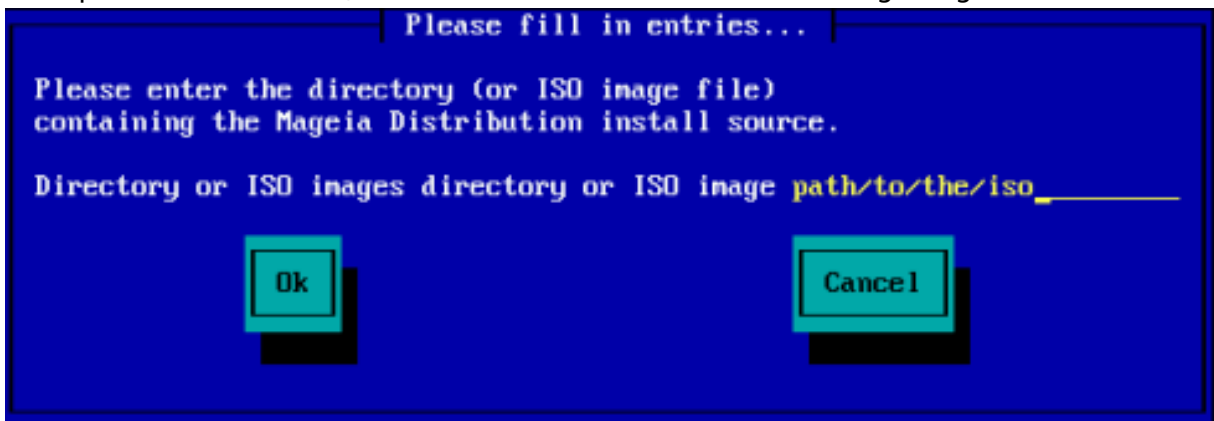 Please fill in entries...
Please enter the directory (or ISO image file)
containing the Mageia Distribution install source.
Directory or ISO images directory or ISO image path/to/the/iso_
Ok Cancel